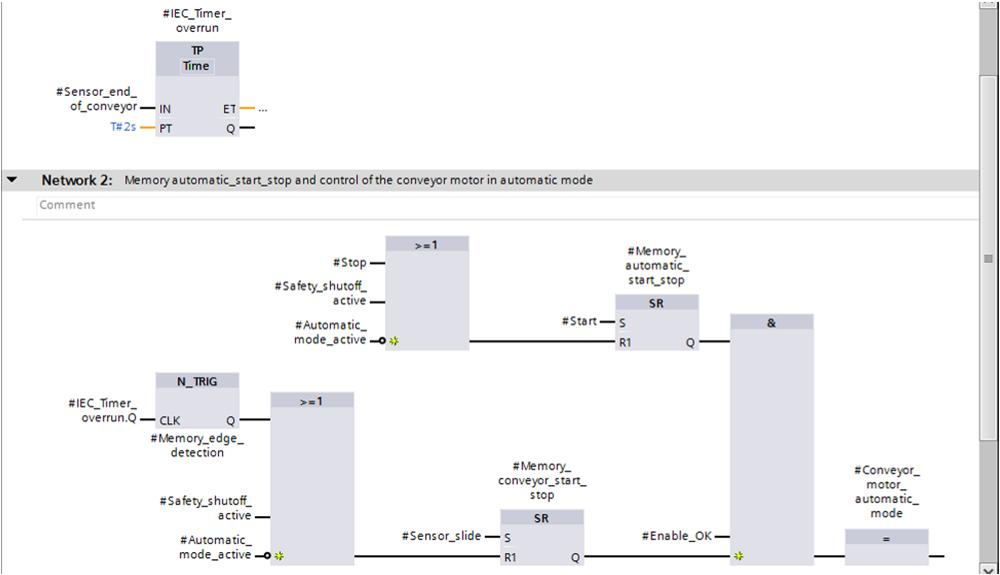 #IEC_Timer_
overrun
TP
Time
#Sensor_end_
of_conveyor
IN
ET
...
T#2s
PT
Q
Network 2: Memory automatic_start_stop and control of the conveyor motor in automatic mode
Comment
>=1
#Stop
#Safety_shutoff_
active
#Automatic_
mode_active
#Memory_
automatic_
start_stop
SR
#Start
S
R1
Q
&
N_TRIG
#IEC_Timer_
overrun.Q
CLK
Q
#Memory_edge_
detection
>=1
#Safety_shutoff_
active
#Automatic_
mode_active
#Memory_
conveyor_start_
stop
SR
#Sensor_slide
S
R1
Q
#Enable_OK
#Conveyor_
motor_
automatic_
mode
=